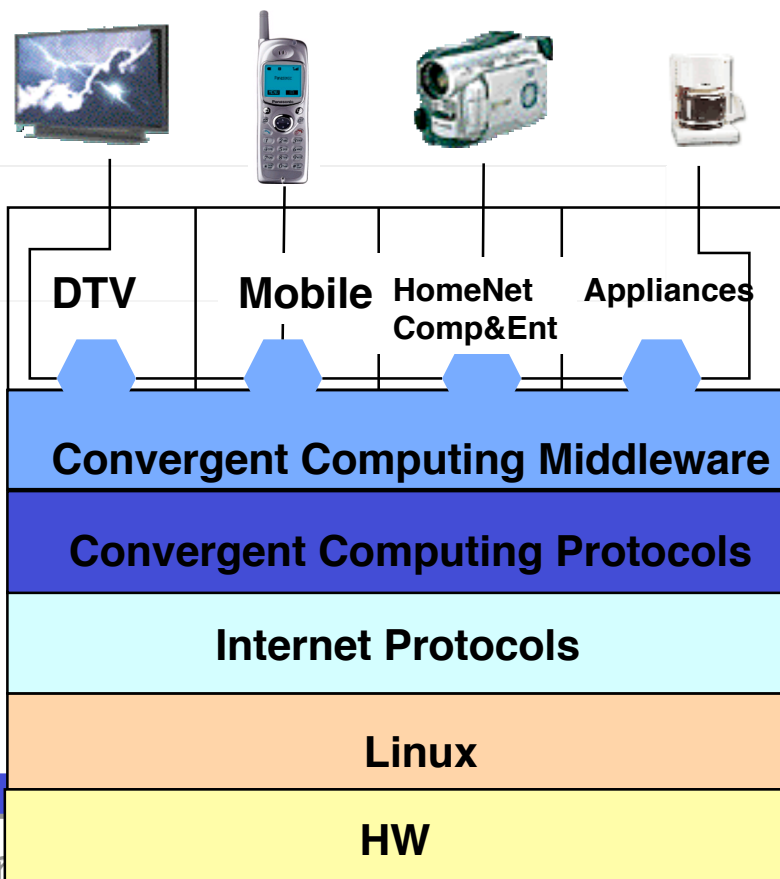 DTV
Mobile
HomeNet
Comp&Ent
Appliances
Convergent Computing Middleware
Convergent Computing Protocols
Internet Protocols
Linux
HW